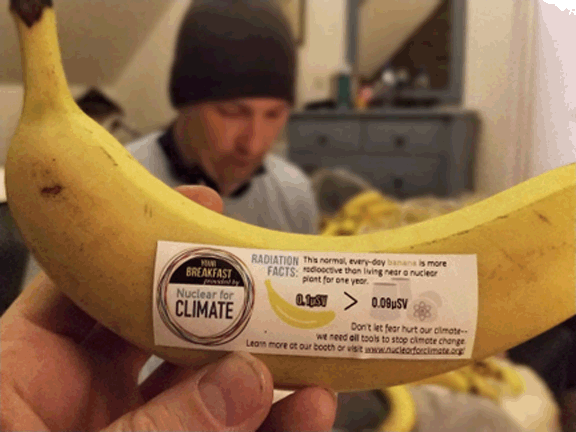 YOUR
BREAKFAST
provided by
Nuclear for
CLIMATE
RADIATION
FACTS:
This normal, every-day banana is more
radioactive than living near a nuclear
plant for one year.
0.1µSV > 0.09µSV
Don't let fear hurt our climate--
we need all tools to stop climate change.
Learn more at our booth or visit www.nuclearforclimate.org!